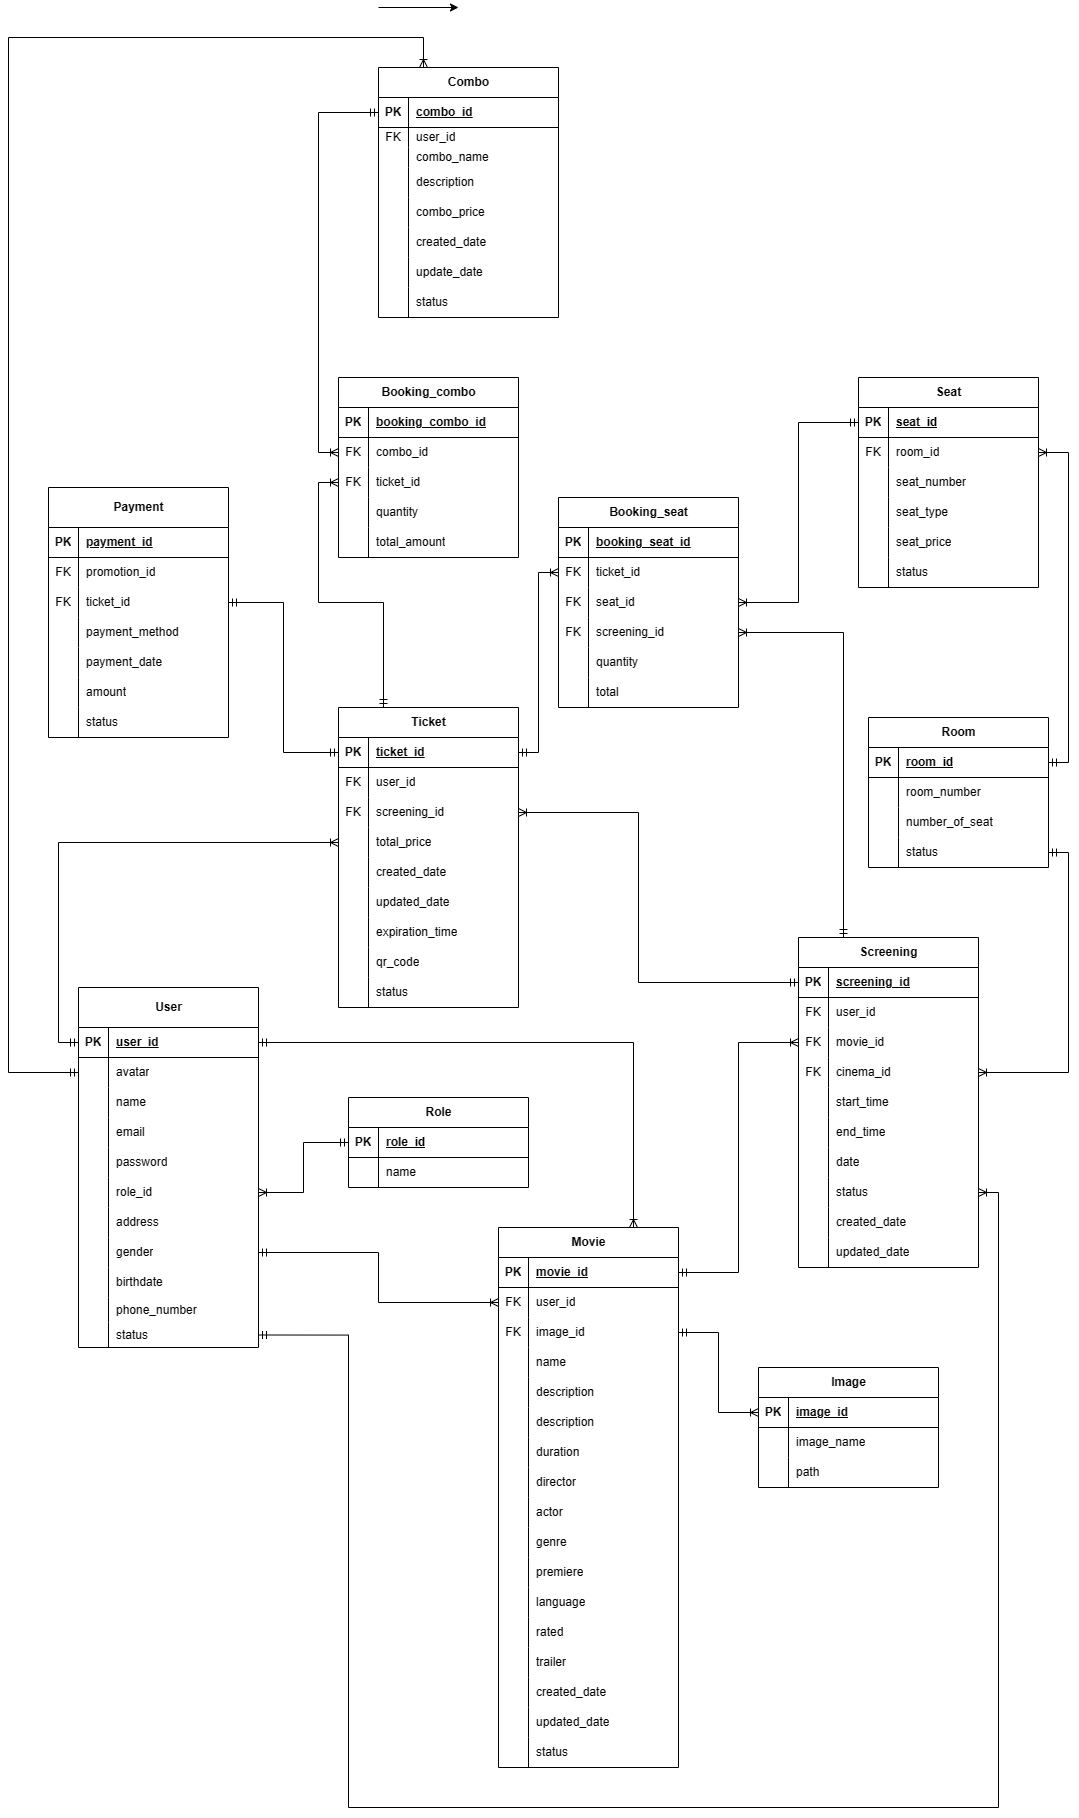 Combo
PK combo_id
FK user_id
combo_name
description
combo_price
created_date
update_date
status
Booking_combo
PK booking_combo_id
FK combo_id
FK ticket_id
quantity
total_amount
Seat
PK seat_id
FK room_id
seat_number
seat_type
seat_price
status
Payment
PK payment_id
FK promotion_id
FK ticket_id
payment_method
payment_date
amount
status
Booking_seat
PK booking_seat_id
FK ticket_id
FK seat_id
FK screening_id
quantity
total
Ticket
PK ticket_id
FK user_id
FK screening_id
total_price
created_date
updated_date
expiration_time
qr_code
status
Room
PK room_id
room_number
number_of_seat
status
Screening
PK screening_id
FK user_id
FK movie_id
FK cinema_id
start_time
end_time
date
status
created_date
updated_date
User
PK user_id
avatar
name
email
password
role_id
address
gender
birthdate
phone_number
status
Role
PK role_id
name
Movie
PK movie_id
FK user_id
FK image_id
name
description
description
duration
director
actor
genre
premiere
language
rated
trailer
created_date
updated_date
status
Image
PK image_id
image_name
path